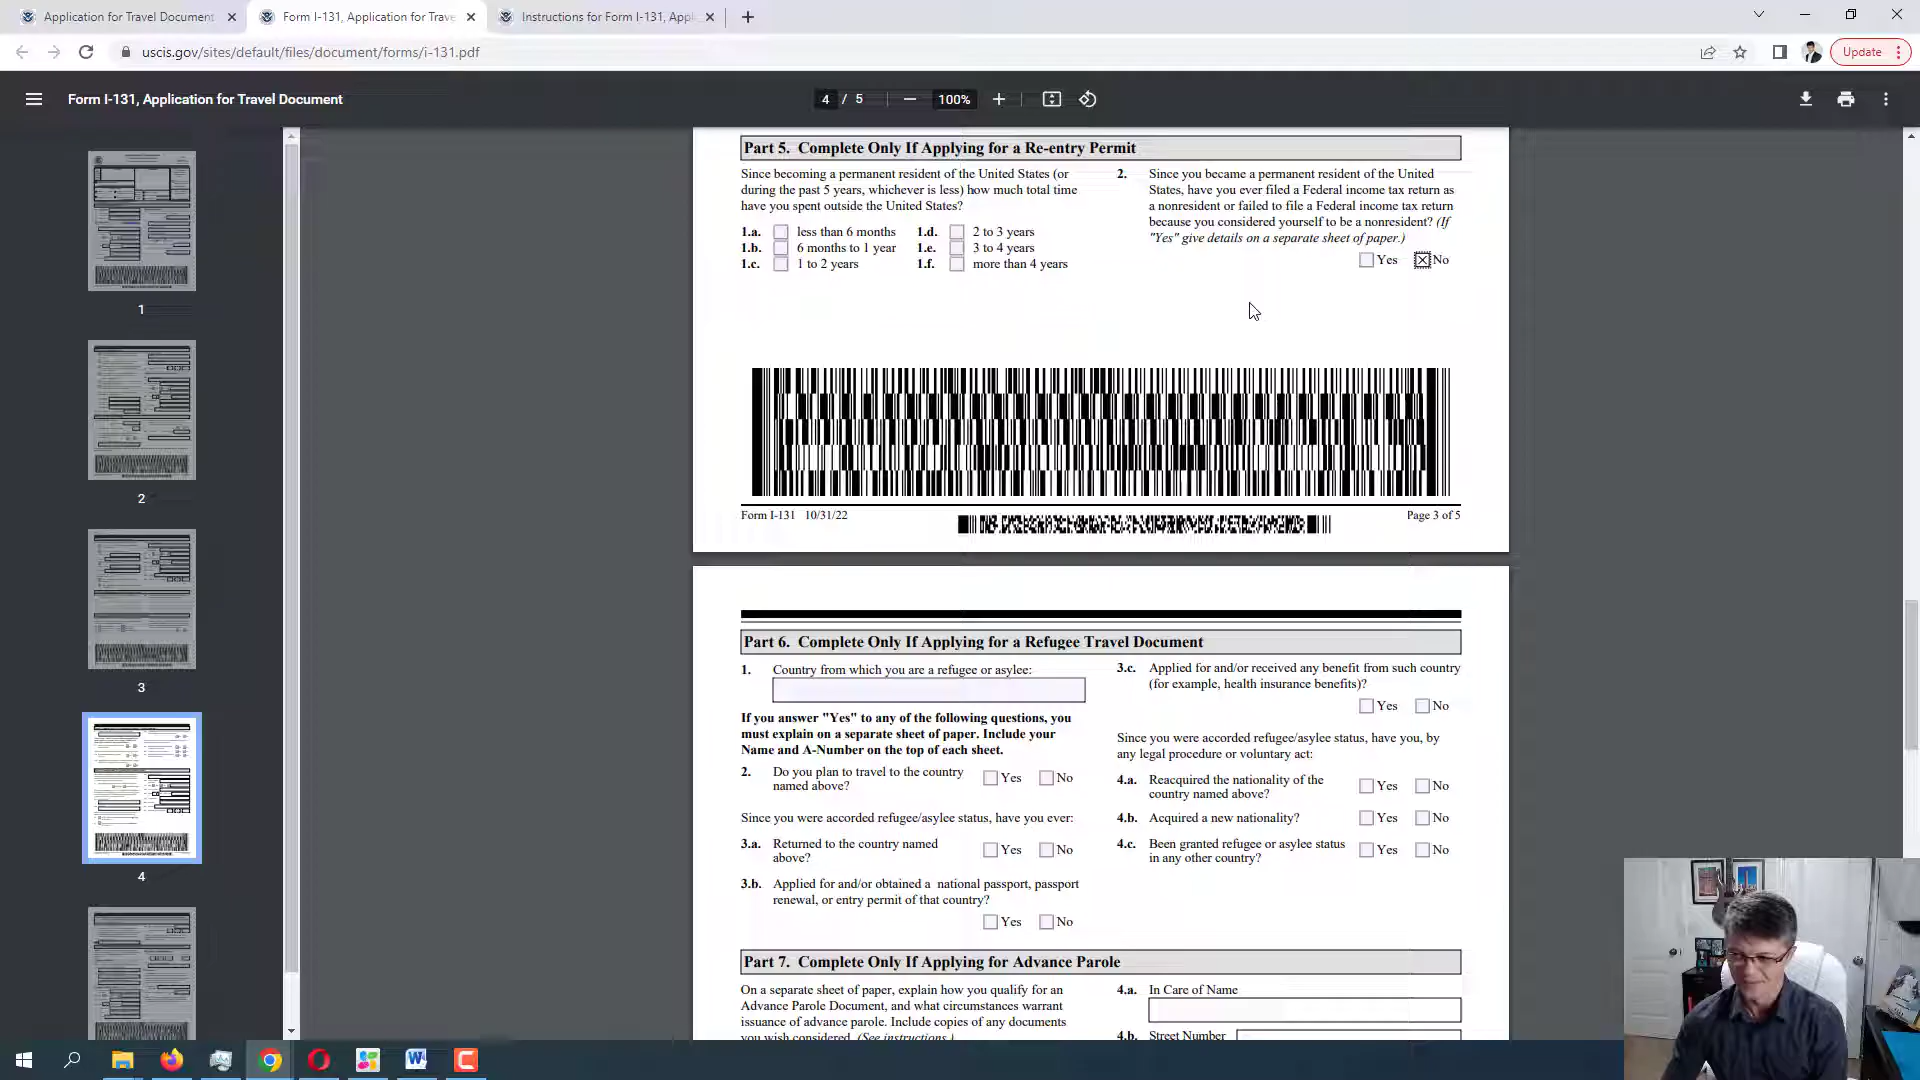 Application for Travel Document
Form I-131, Application for Trave
Instructions for Form I-131, Appl
uscis.gov/sites/default/files/document/forms/i-131.pdf
Update
Form I-131, Application for Travel Document
4 / 5
100%
1
2
3
4
Part 5. Complete Only If Applying for a Re-entry Permit
Since becoming a permanent resident of the United States (or
during the past 5 years, whichever is less) how much total time
have you spent outside the United States?
1.a. less than 6 months 1.d. 2 to 3 years
1.b. 6 months to 1 year 1.e. 3 to 4 years
1.c. 1 to 2 years 1.f. more than 4 years
2. Since you became a permanent resident of the United
States, have you ever filed a Federal income tax return as
a nonresident or failed to file a Federal income tax return
because you considered yourself to be a nonresident? (If
"Yes" give details on a separate sheet of paper.)
Yes No
Form I-131 10/31/22
Page 3 of 5
Part 6. Complete Only If Applying for a Refugee Travel Document
1. Country from which you are a refugee or asylee:
If you answer "Yes" to any of the following questions, you
must explain on a separate sheet of paper. Include your
Name and A-Number on the top of each sheet.
2. Do you plan to travel to the country
named above?
Yes No
Since you were accorded refugee/asylee status, have you ever:
3.a. Returned to the country named
above?
Yes No
3.b. Applied for and/or obtained a national passport, passport
renewal, or entry permit of that country?
Yes No
3.c. Applied for and/or received any benefit from such country
(for example, health insurance benefits)?
Yes No
Since you were accorded refugee/asylee status, have you, by
any legal procedure or voluntary act:
4.a. Reacquired the nationality of the
country named above?
Yes No
4.b. Acquired a new nationality?
Yes No
4.c. Been granted refugee or asylee status
in any other country?
Yes No
Part 7. Complete Only If Applying for Advance Parole
On a separate sheet of paper, explain how you qualify for an
Advance Parole Document, and what circumstances warrant
issuance of advance parole. Include copies of any documents
you wish considered. (See instructions.)
4.a. In Care of Name
4.b. Street Number